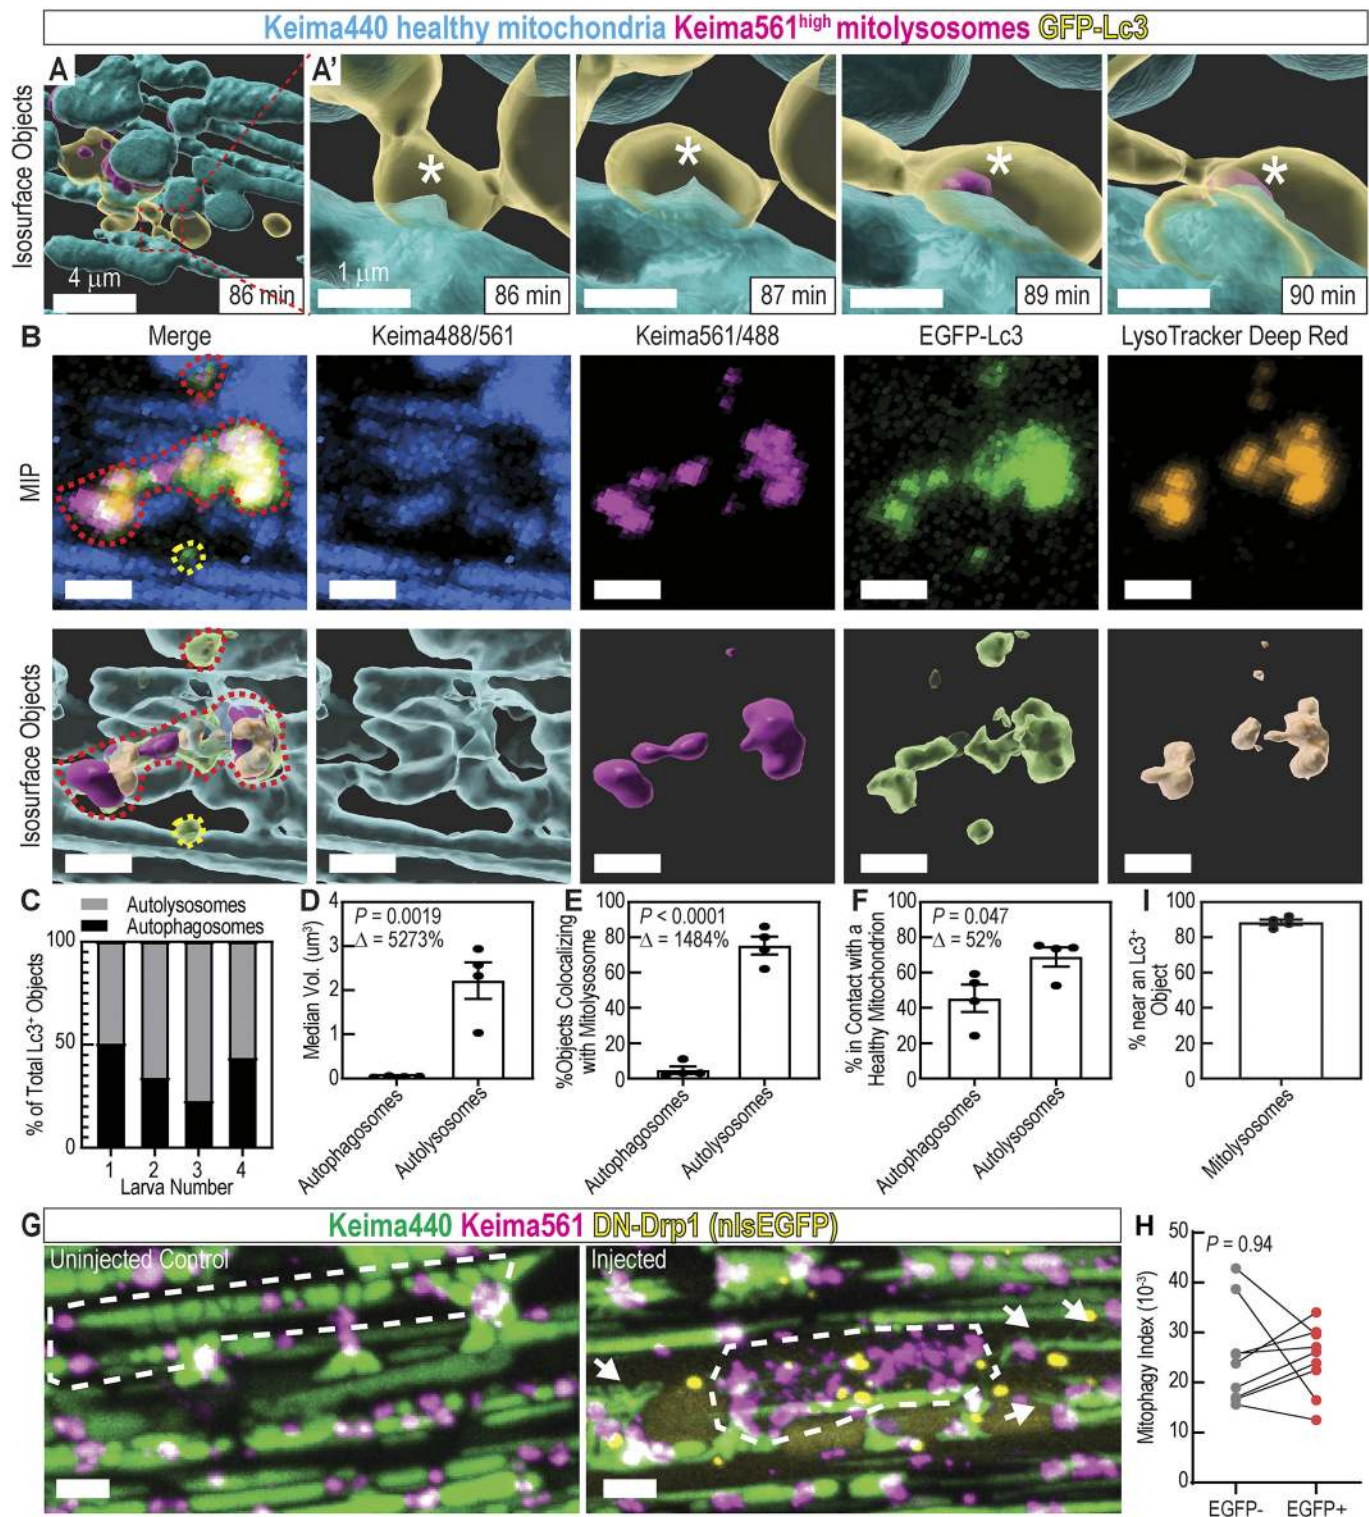 Keima440 healthy mitochondria Keima561high mitolysosomes GFP-Lc3
Isosurface Objects
A
4 µm
86 min
A'
*
1 µm
86 min
*
87 min
*
89 min
*
90 min
B
Merge
Keima488/561
Keima561/488
EGFP-Lc3
LysoTracker Deep Red
MIP
Isosurface Objects
C
Autolysosomes
Autophagosomes
% of Total Lc3+ Objects
100
50
0
1 2 3 4
Larva Number
D
P = 0.0019
Δ = 5273%
Median Vol. (um³)
4
3
2
1
0
Autophagosomes
Autolysosomes
E
P < 0.0001
Δ = 1484%
%Objects Colocalizing
with Mitolysosome
100
80
60
40
20
0
Autophagosomes
Autolysosomes
F
P = 0.047
Δ = 52%
% in Contact with a
Healthy Mitochondrion
100
80
60
40
20
0
Autophagosomes
Autolysosomes
I
% near an Lc3+
Object
100
80
60
40
20
0
Mitolysosomes
G
Keima440 Keima561 DN-Drp1 (nlsEGFP)
Uninjected Control
Injected
H
P = 0.94
Mitophagy Index (10-3)
50
40
30
20
10
0
EGFP-
EGFP+